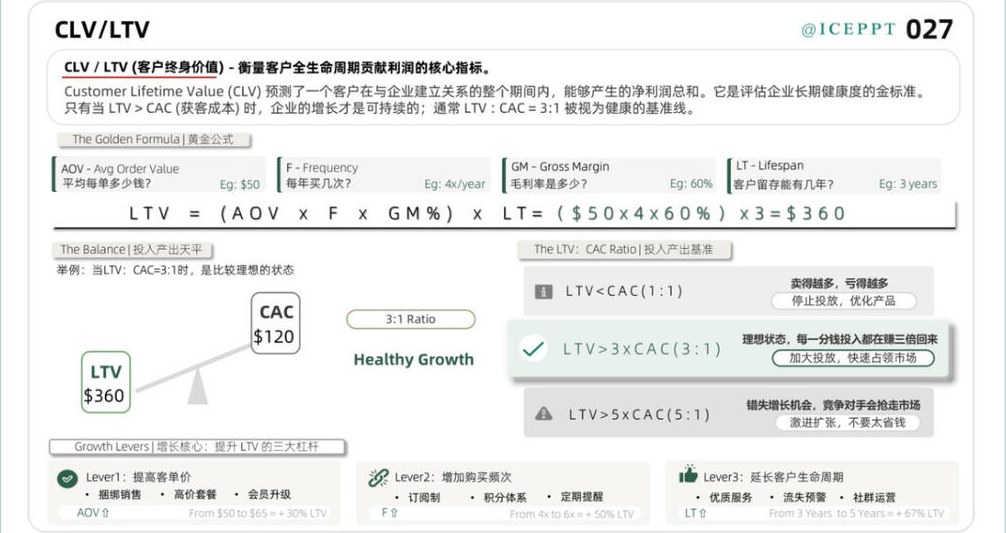 CLV/LTV
@ICEPPT 027
CLV / LTV (客户终身价值) - 衡量客户全生命周期贡献利润的核心指标。
Customer Lifetime Value (CLV) 预测了一个客户在与企业建立关系的整个期间内，能够产生的净利润总和。它是评估企业长期健康度的金标准。
只有当 LTV > CAC (获客成本) 时，企业的增长才是可持续的；通常 LTV : CAC = 3:1 被视为健康的基准线。
The Golden Formula|黄金公式
AOV - Avg Order Value
平均每单多少钱？
Eg: $50
F - Frequency
每年买几次？
Eg: 4x/year
GM - Gross Margin
毛利率是多少？
Eg: 60%
LT - Lifespan
客户留存能有几年？
Eg: 3 years
LTV = (AOV x F x GM%) x LT= ($50x4x60%) x3=$360
The Balance|投入产出天平
举例：当LTV：CAC=3:1时，是比较理想的状态
CAC
$120
LTV
$360
3:1 Ratio
Healthy Growth
The LTV：CAC Ratio|投入产出基准
LTV<CAC(1:1)
卖得越多，亏得越多
停止投放，优化产品
LTV>3xCAC(3:1)
理想状态，每一分钱投入都在赚三倍回来
加大投放，快速占领市场
LTV>5xCAC(5:1)
错失增长机会，竞争对手会抢走市场
激进扩张，不要太省钱
Growth Levers|增长核心：提升 LTV 的三大杠杆
Lever1：提高客单价
• 捆绑销售 • 高价套餐 • 会员升级
AOV⇧ From $50 to $65 = + 30% LTV
Lever2：增加购买频次
• 订阅制 • 积分体系 • 定期提醒
F⇧ From 4x to 6x = + 50% LTV
Lever3：延长客户生命周期
• 优质服务 • 流失预警 • 社群运营
LT⇧ From 3 Years to 5 Years = + 67% LTV